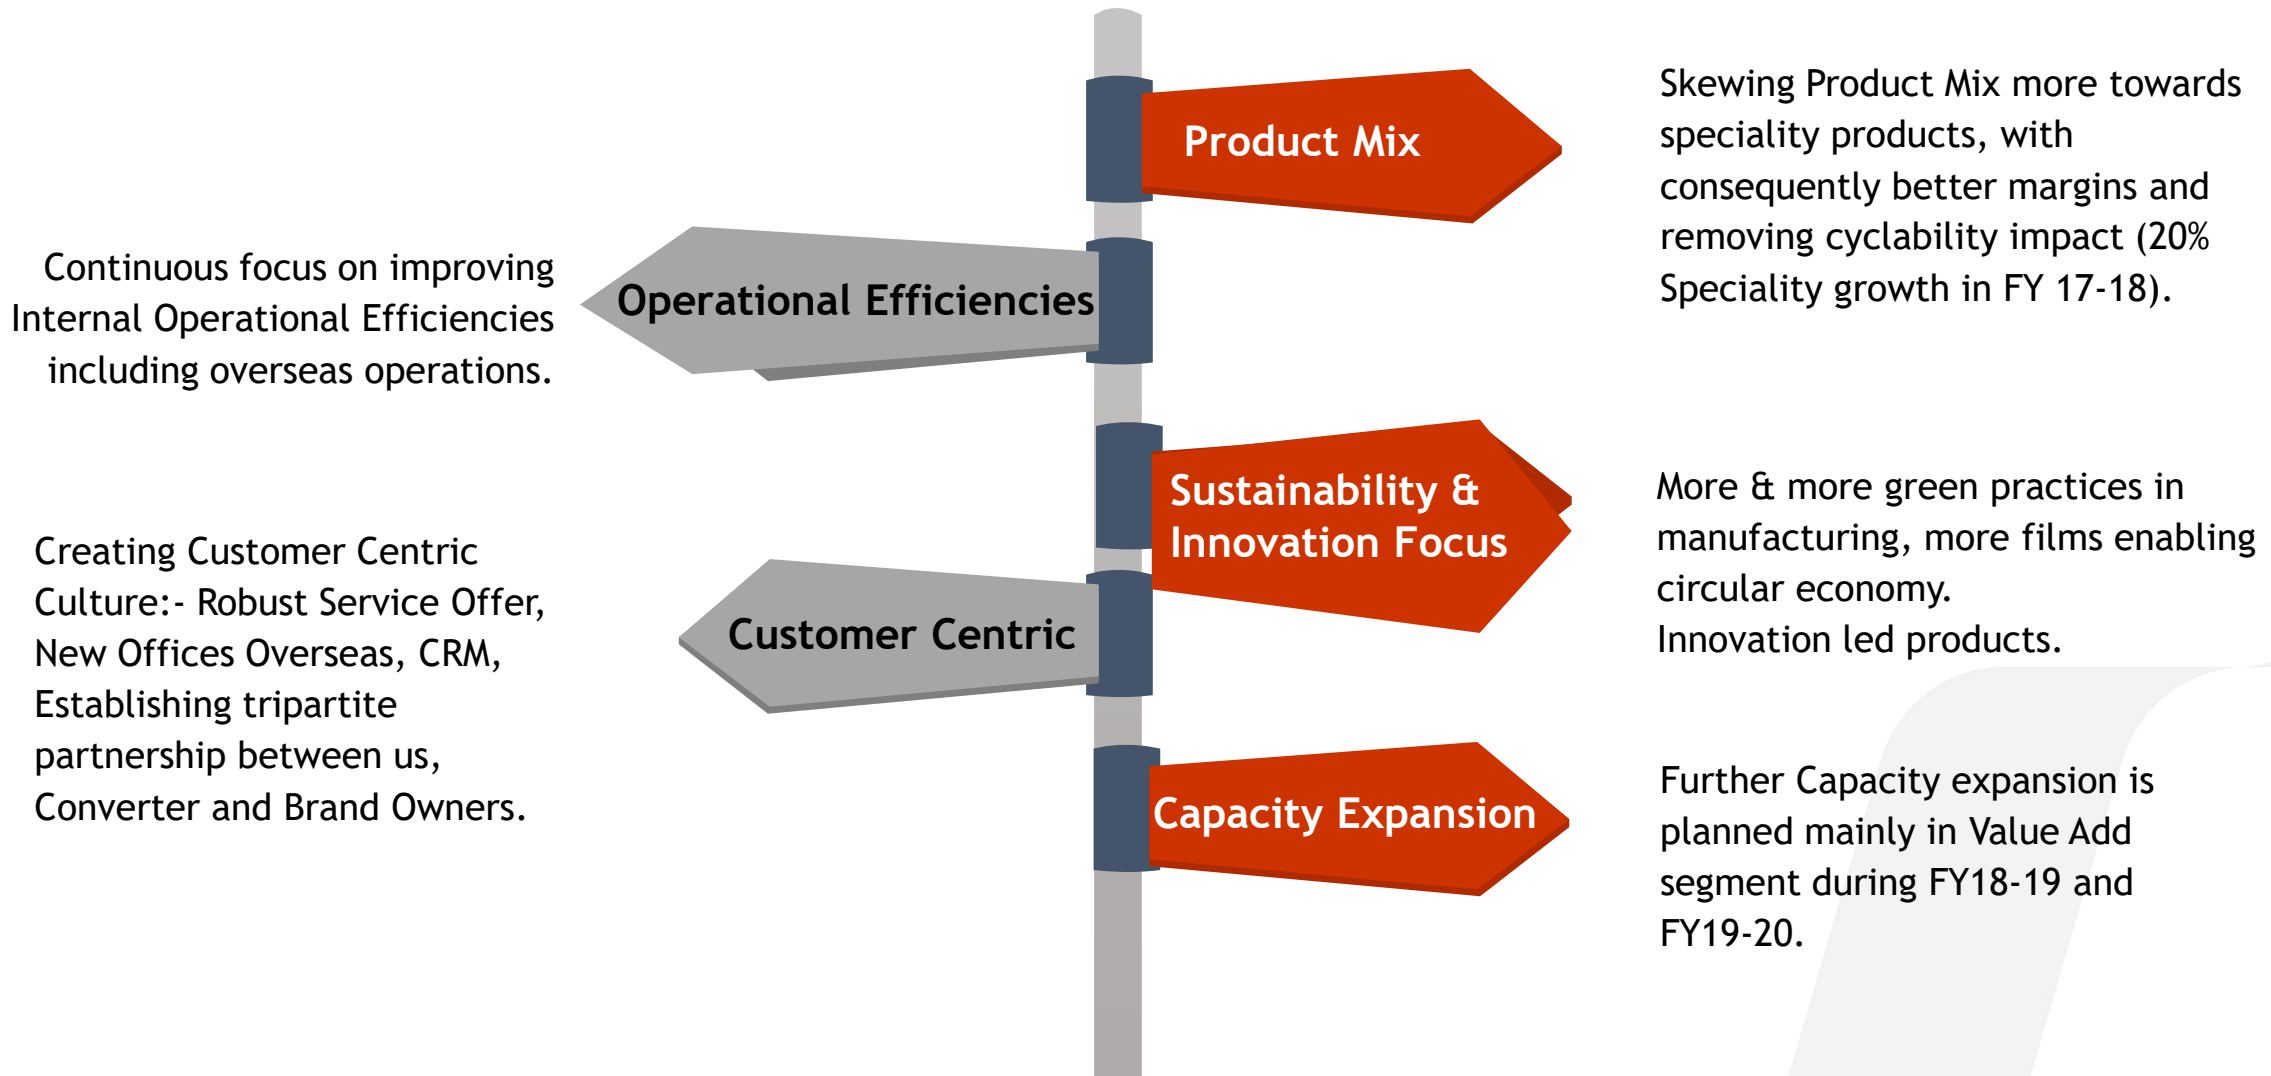 Product Mix
Skewing Product Mix more towards
speciality products, with
consequently better margins and
removing cyclability impact (20%
Speciality growth in FY 17-18).
Continuous focus on improving
Internal Operational Efficiencies
including overseas operations.
Operational Efficiencies
Sustainability &
Innovation Focus
More & more green practices in
manufacturing, more films enabling
circular economy.
Innovation led products.
Creating Customer Centric
Culture:- Robust Service Offer,
New Offices Overseas, CRM,
Establishing tripartite
partnership between us,
Converter and Brand Owners.
Customer Centric
Capacity Expansion
Further Capacity expansion is
planned mainly in Value Add
segment during FY18-19 and
FY19-20.